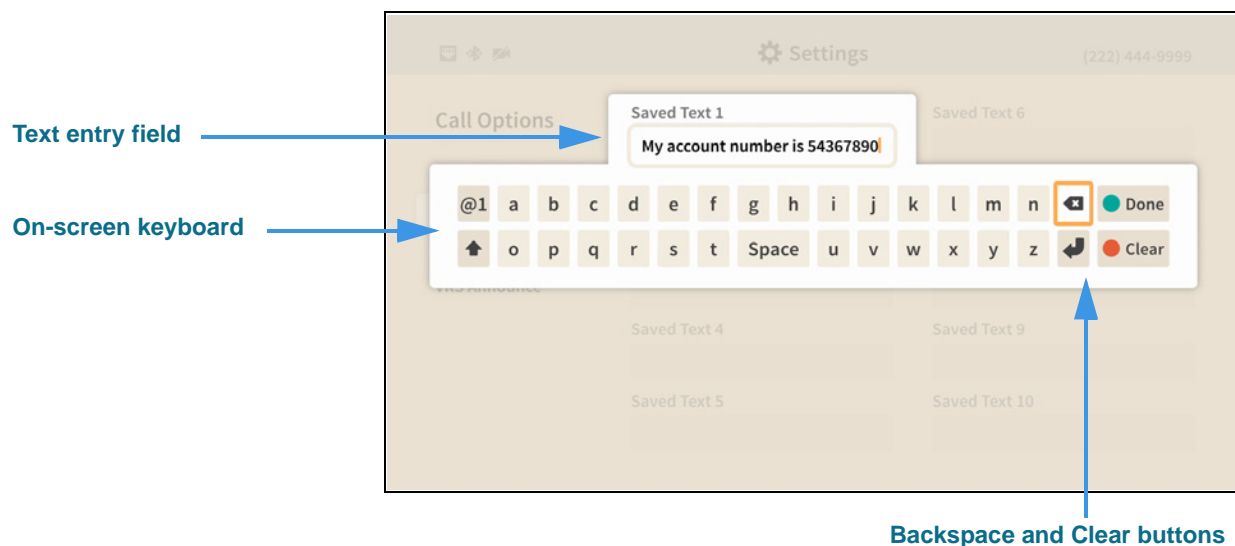 Settings
(222) 444-9999
Text entry field
Call Options
Saved Text 1
Saved Text 6
My account number is 54367890
On-screen keyboard
@1 a b c d e f g h i j k l m n Done
o p q r s t Space u v w x y z Clear
VRS Announce
Saved Text 4
Saved Text 9
Saved Text 5
Saved Text 10
Backspace and Clear buttons